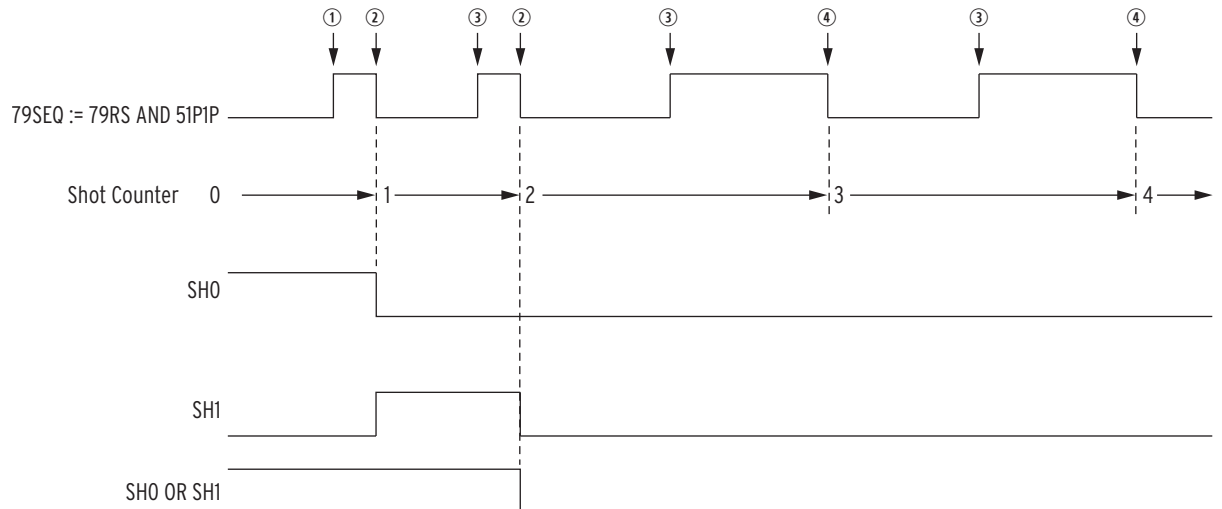 ① ② ③ ② ③ ④ ③ ④
79SEQ := 79RS AND 51P1P
Shot Counter 0 1 2 3 4
SH0
SH1
SH0 OR SH1